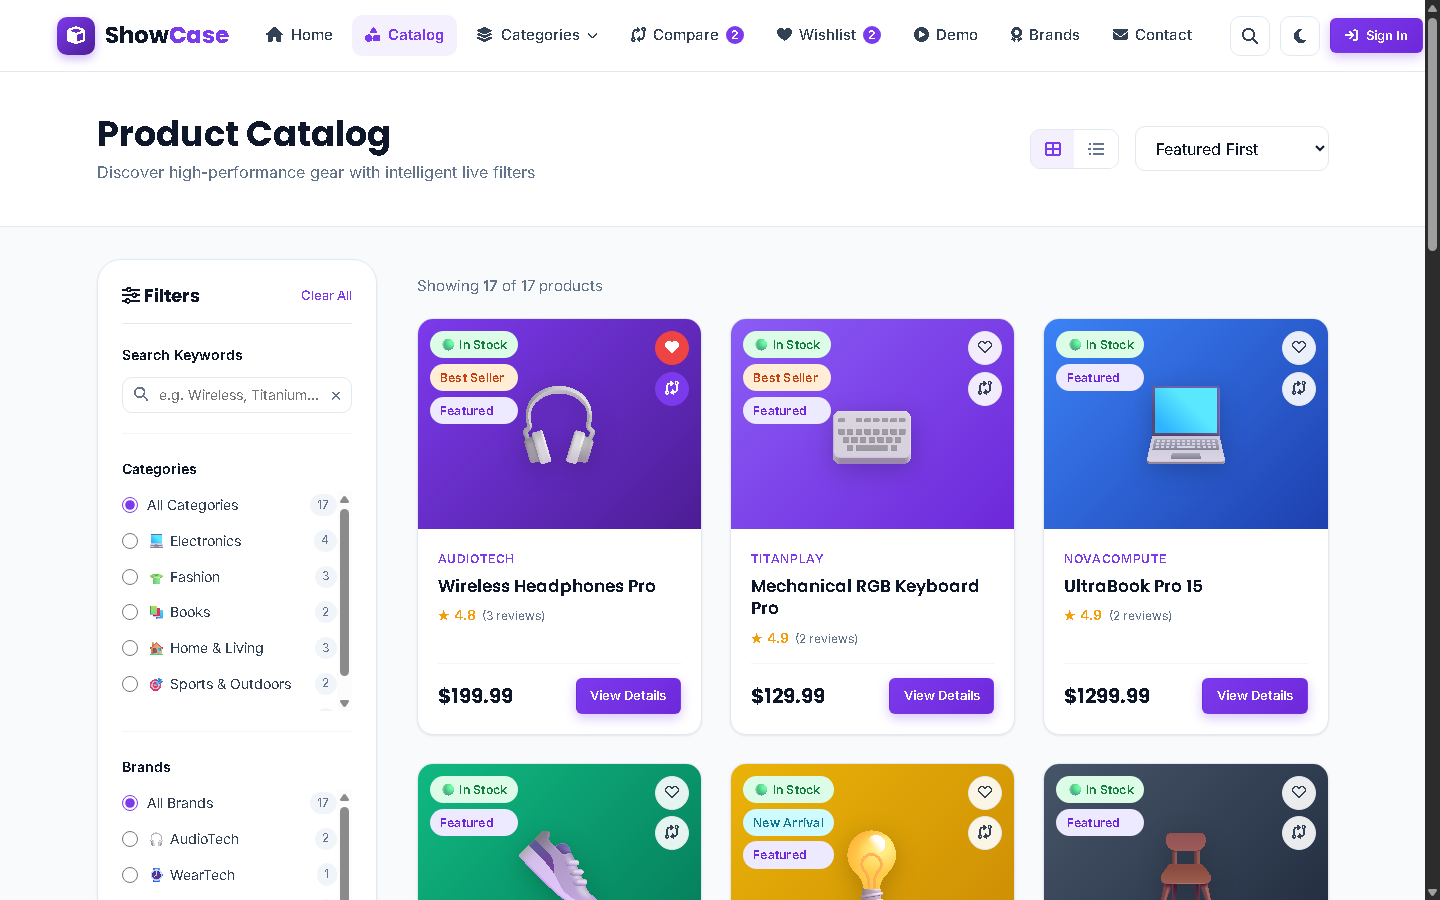 ShowCase
Home
Catalog
Categories
Compare 2
Wishlist 2
Demo
Brands
Contact
Sign In
Product Catalog
Discover high-performance gear with intelligent live filters
Featured First
Filters
Clear All
Search Keywords
e.g. Wireless, Titanium...
Categories
All Categories 17
Electronics 4
Fashion 3
Books 2
Home & Living 3
Sports & Outdoors 2
Brands
All Brands 17
AudioTech 2
WearTech 1
Showing 17 of 17 products
In Stock
Best Seller
Featured
AUDIOTECH
Wireless Headphones Pro
★ 4.8 (3 reviews)
$199.99
View Details
In Stock
Best Seller
Featured
TITANPLAY
Mechanical RGB Keyboard
Pro
★ 4.9 (2 reviews)
$129.99
View Details
In Stock
Featured
NOVACOMPUTE
UltraBook Pro 15
★ 4.9 (2 reviews)
$1299.99
View Details
In Stock
Featured
In Stock
New Arrival
Featured
In Stock
Featured